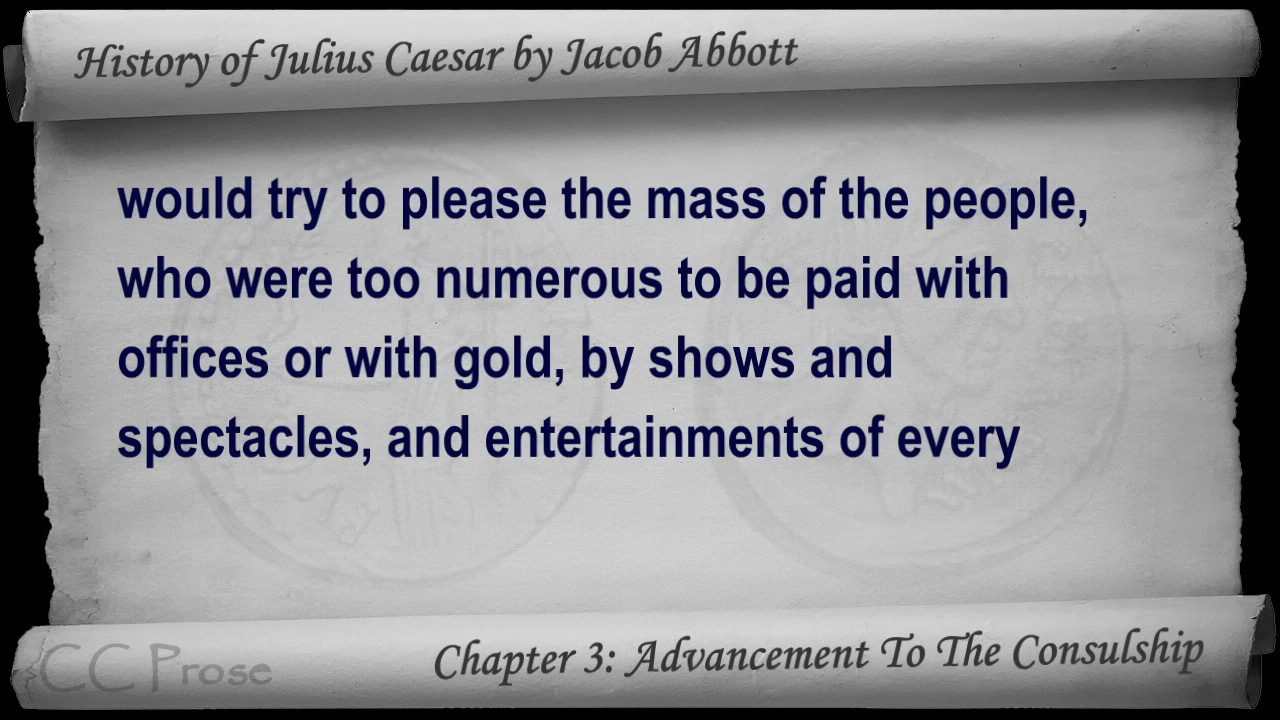 History of Julius Caesar by Jacob Abbott
would try to please the mass of the people,
who were too numerous to be paid with
offices or with gold, by shows and
spectacles, and entertainments of every
CC Prose
Chapter 3: Advancement To The Consulship